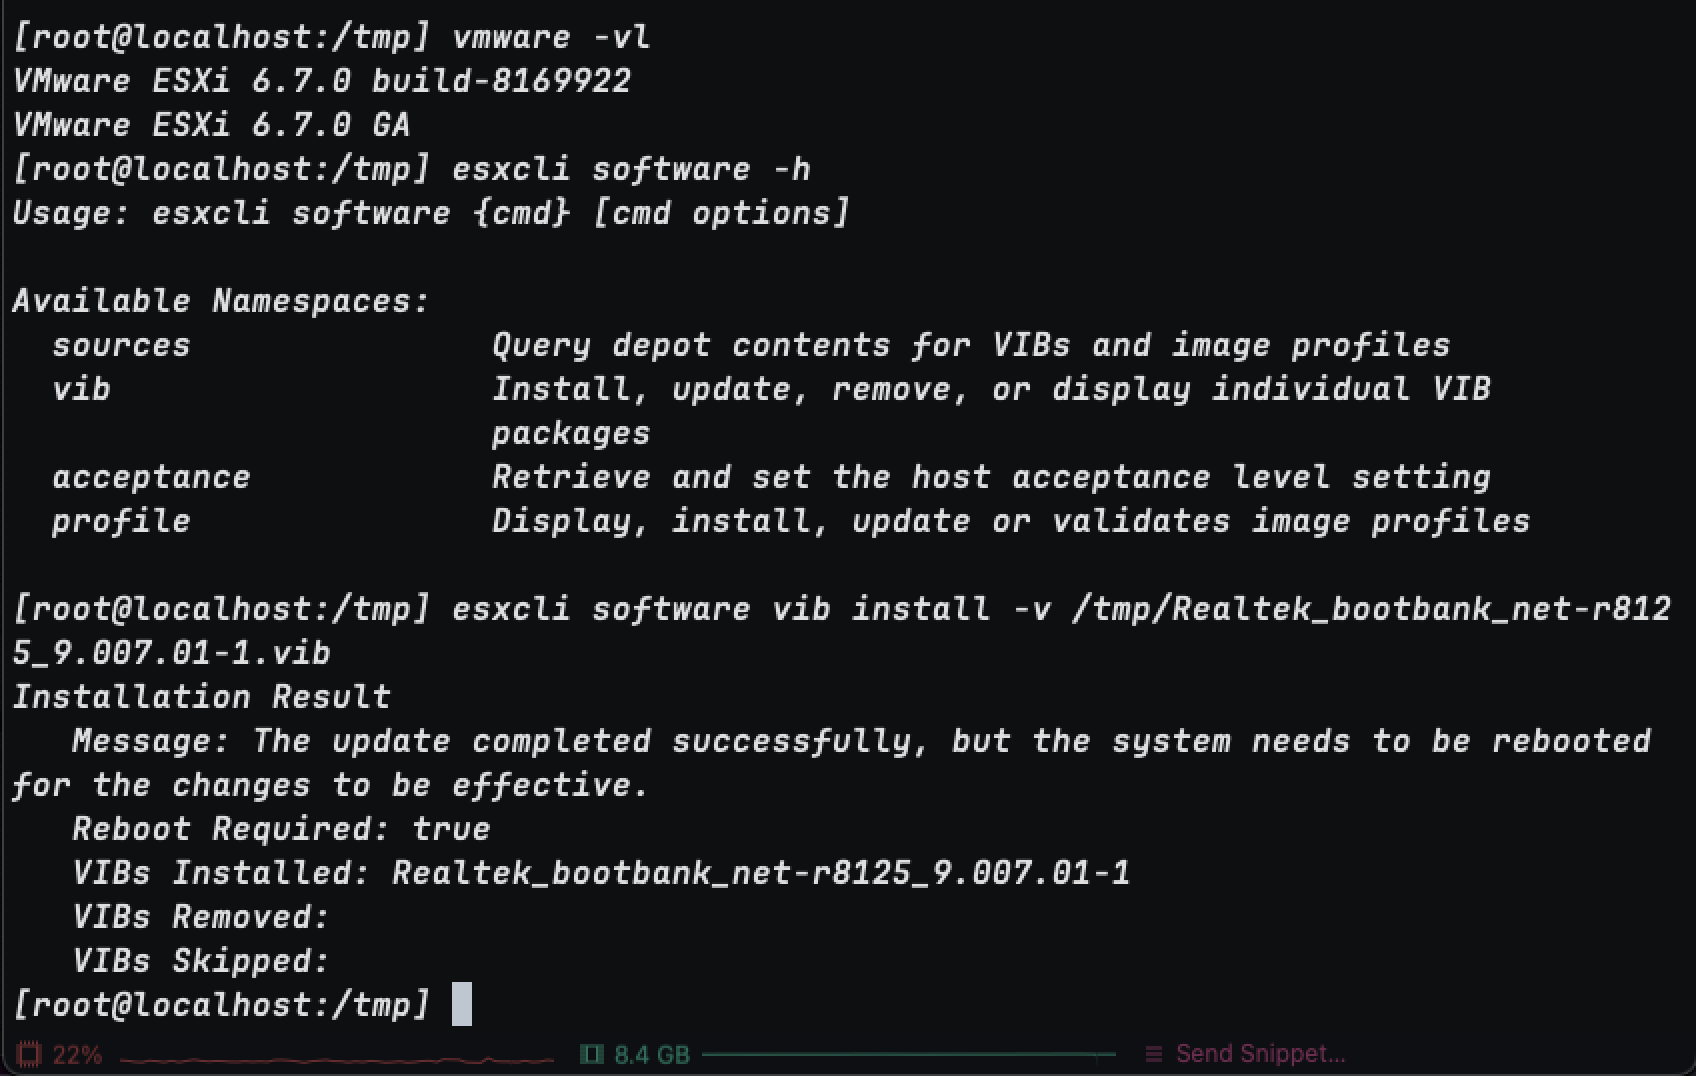 [root@localhost:/tmp] vmware -vl
VMware ESXi 6.7.0 build-8169922
VMware ESXi 6.7.0 GA
[root@localhost:/tmp] esxcli software -h
Usage: esxcli software {cmd} [cmd options]

Available Namespaces:
  sources               Query depot contents for VIBs and image profiles
  vib                   Install, update, remove, or display individual VIB
                        packages
  acceptance            Retrieve and set the host acceptance level setting
  profile               Display, install, update or validates image profiles

[root@localhost:/tmp] esxcli software vib install -v /tmp/Realtek_bootbank_net-r812
5_9.007.01-1.vib
Installation Result
   Message: The update completed successfully, but the system needs to be rebooted
for the changes to be effective.
   Reboot Required: true
   VIBs Installed: Realtek_bootbank_net-r8125_9.007.01-1
   VIBs Removed:
   VIBs Skipped:
[root@localhost:/tmp]
22% 8.4 GB Send Snippet...